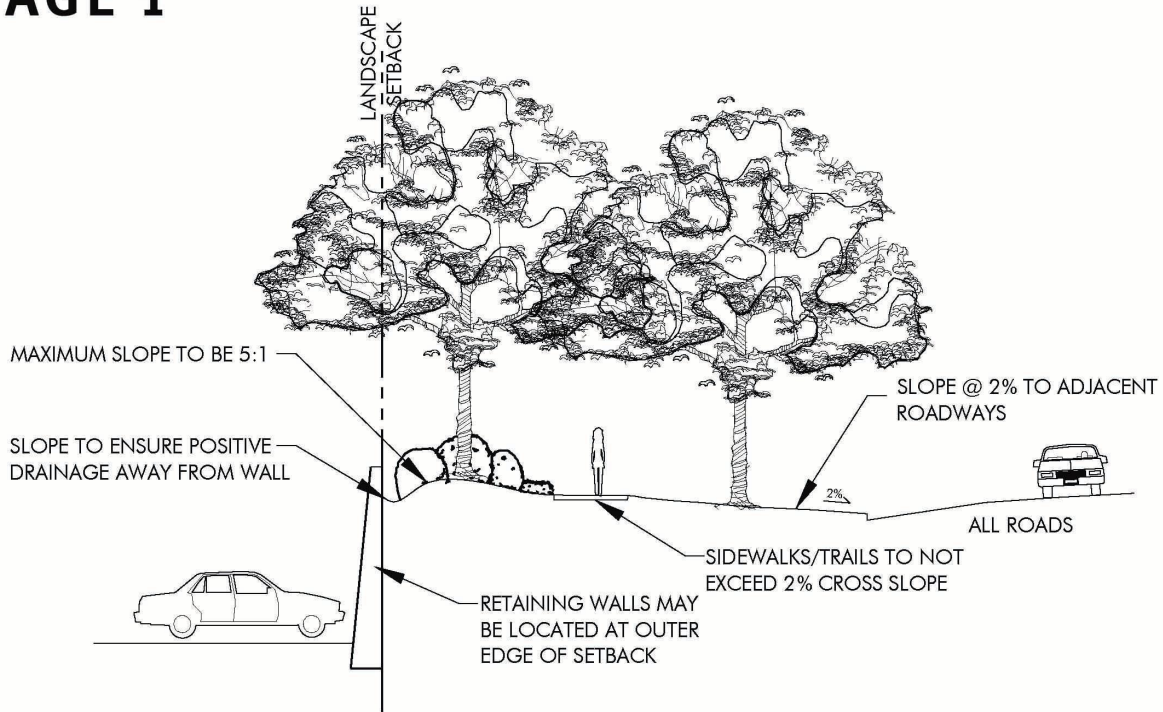 AGE 1
LANDSCAPE
SETBACK
MAXIMUM SLOPE TO BE 5:1
SLOPE TO ENSURE POSITIVE
DRAINAGE AWAY FROM WALL
SLOPE @ 2% TO ADJACENT
ROADWAYS
2%
ALL ROADS
SIDEWALKS/TRAILS TO NOT
EXCEED 2% CROSS SLOPE
RETAINING WALLS MAY
BE LOCATED AT OUTER
EDGE OF SETBACK